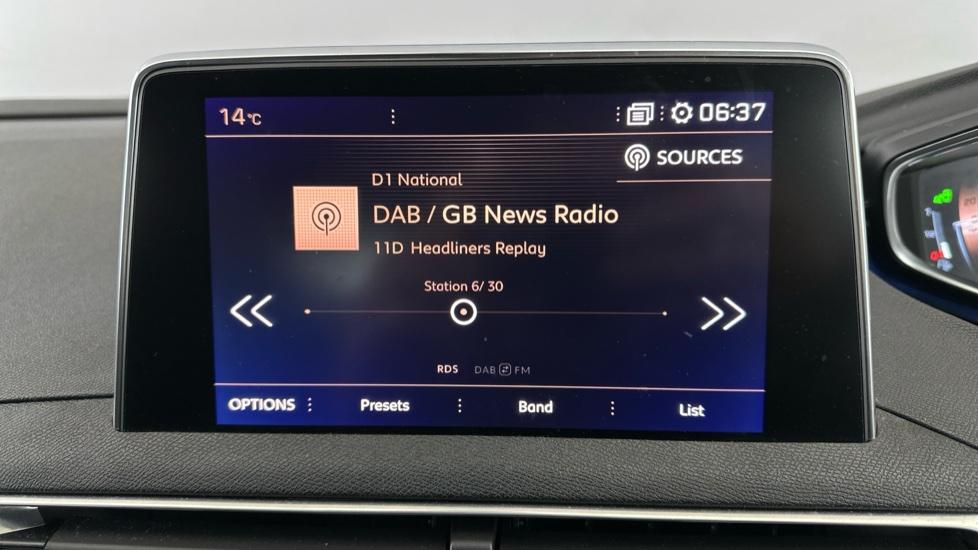 14°C 06:37
SOURCES
D1 National
DAB / GB News Radio
11D Headliners Replay
Station 6/ 30
RDS DAB FM
OPTIONS Presets Band List